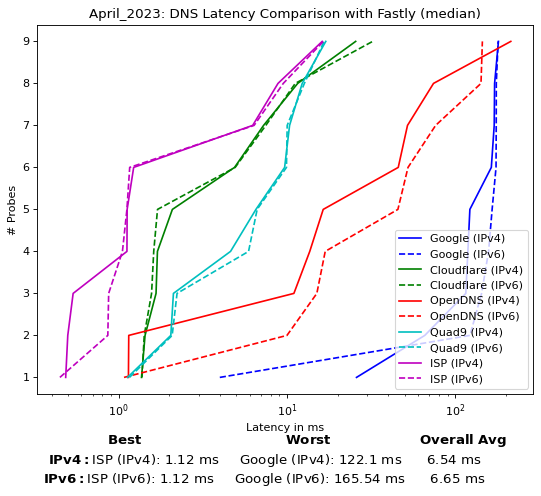 April_2023: DNS Latency Comparison with Fastly (median)
# Probes
9
8
7
6
5
4
3
2
1
Google (IPv4)
Google (IPv6)
Cloudflare (IPv4)
Cloudflare (IPv6)
OpenDNS (IPv4)
OpenDNS (IPv6)
Quad9 (IPv4)
Quad9 (IPv6)
ISP (IPv4)
ISP (IPv6)
10⁰ 10¹ 10²
Latency in ms
Best Worst Overall Avg
IPv4: ISP (IPv4): 1.12 ms Google (IPv4): 122.1 ms 6.54 ms
IPv6: ISP (IPv6): 1.12 ms Google (IPv6): 165.54 ms 6.65 ms